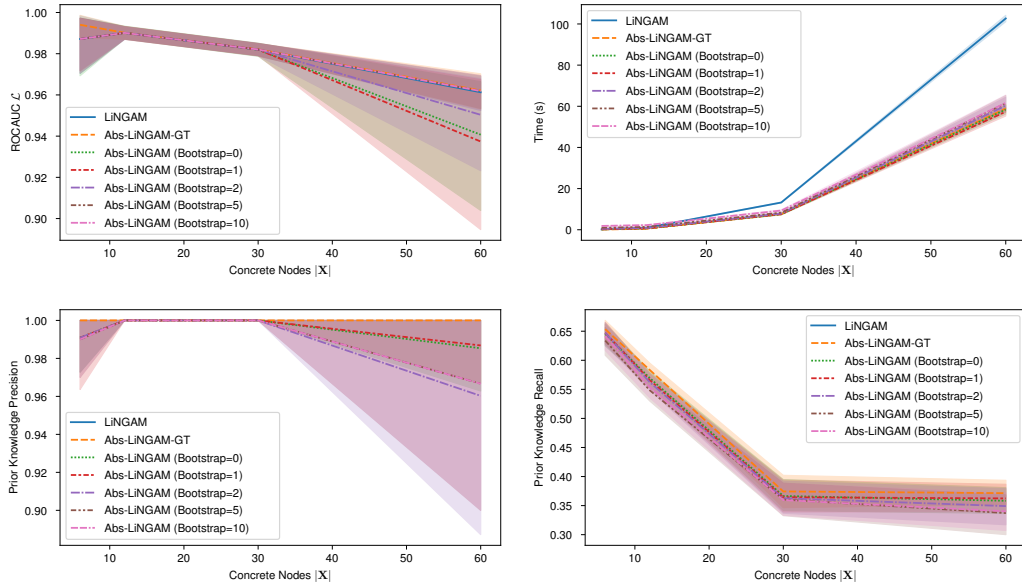 ROCAUC ℒ
1.00
0.98
0.96
0.94
0.92
0.90
LiNGAM
Abs-LiNGAM-GT
Abs-LiNGAM (Bootstrap=0)
Abs-LiNGAM (Bootstrap=1)
Abs-LiNGAM (Bootstrap=2)
Abs-LiNGAM (Bootstrap=5)
Abs-LiNGAM (Bootstrap=10)
10 20 30 40 50 60
Concrete Nodes |X|
Time (s)
100
80
60
40
20
0
LiNGAM
Abs-LiNGAM-GT
Abs-LiNGAM (Bootstrap=0)
Abs-LiNGAM (Bootstrap=1)
Abs-LiNGAM (Bootstrap=2)
Abs-LiNGAM (Bootstrap=5)
Abs-LiNGAM (Bootstrap=10)
10 20 30 40 50 60
Concrete Nodes |X|
Prior Knowledge Precision
1.00
0.98
0.96
0.94
0.92
0.90
LiNGAM
Abs-LiNGAM-GT
Abs-LiNGAM (Bootstrap=0)
Abs-LiNGAM (Bootstrap=1)
Abs-LiNGAM (Bootstrap=2)
Abs-LiNGAM (Bootstrap=5)
Abs-LiNGAM (Bootstrap=10)
10 20 30 40 50 60
Concrete Nodes |X|
Prior Knowledge Recall
0.65
0.60
0.55
0.50
0.45
0.40
0.35
0.30
LiNGAM
Abs-LiNGAM-GT
Abs-LiNGAM (Bootstrap=0)
Abs-LiNGAM (Bootstrap=1)
Abs-LiNGAM (Bootstrap=2)
Abs-LiNGAM (Bootstrap=5)
Abs-LiNGAM (Bootstrap=10)
10 20 30 40 50 60
Concrete Nodes |X|